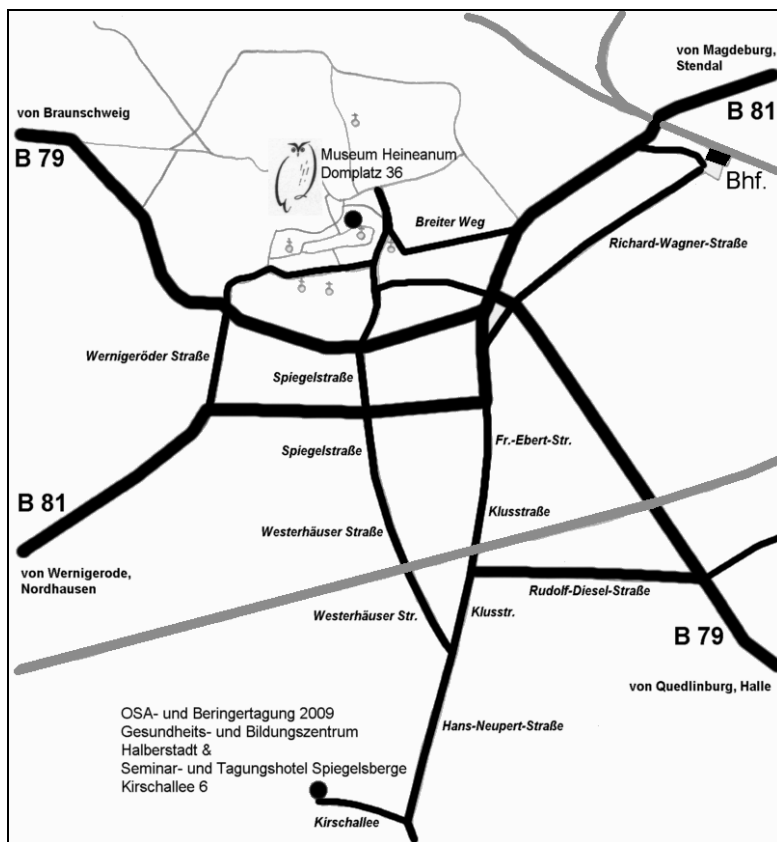 von Magdeburg,
Stendal
B 81
von Braunschweig
B 79
Museum Heineanum
Domplatz 36
Bhf.
Breiter Weg
Richard-Wagner-Straße
Wernigeröder Straße
Spiegelstraße
Spiegelstraße
Fr.-Ebert-Str.
B 81
Klusstraße
Westerhäuser Straße
von Wernigerode,
Nordhausen
Rudolf-Diesel-Straße
Westerhäuser Str.
Klusstr.
B 79
von Quedlinburg, Halle
OSA- und Beringertagung 2009
Gesundheits- und Bildungszentrum
Halberstadt &
Seminar- und Tagungshotel Spiegelsberge
Kirschallee 6
Hans-Neupert-Straße
Kirschallee